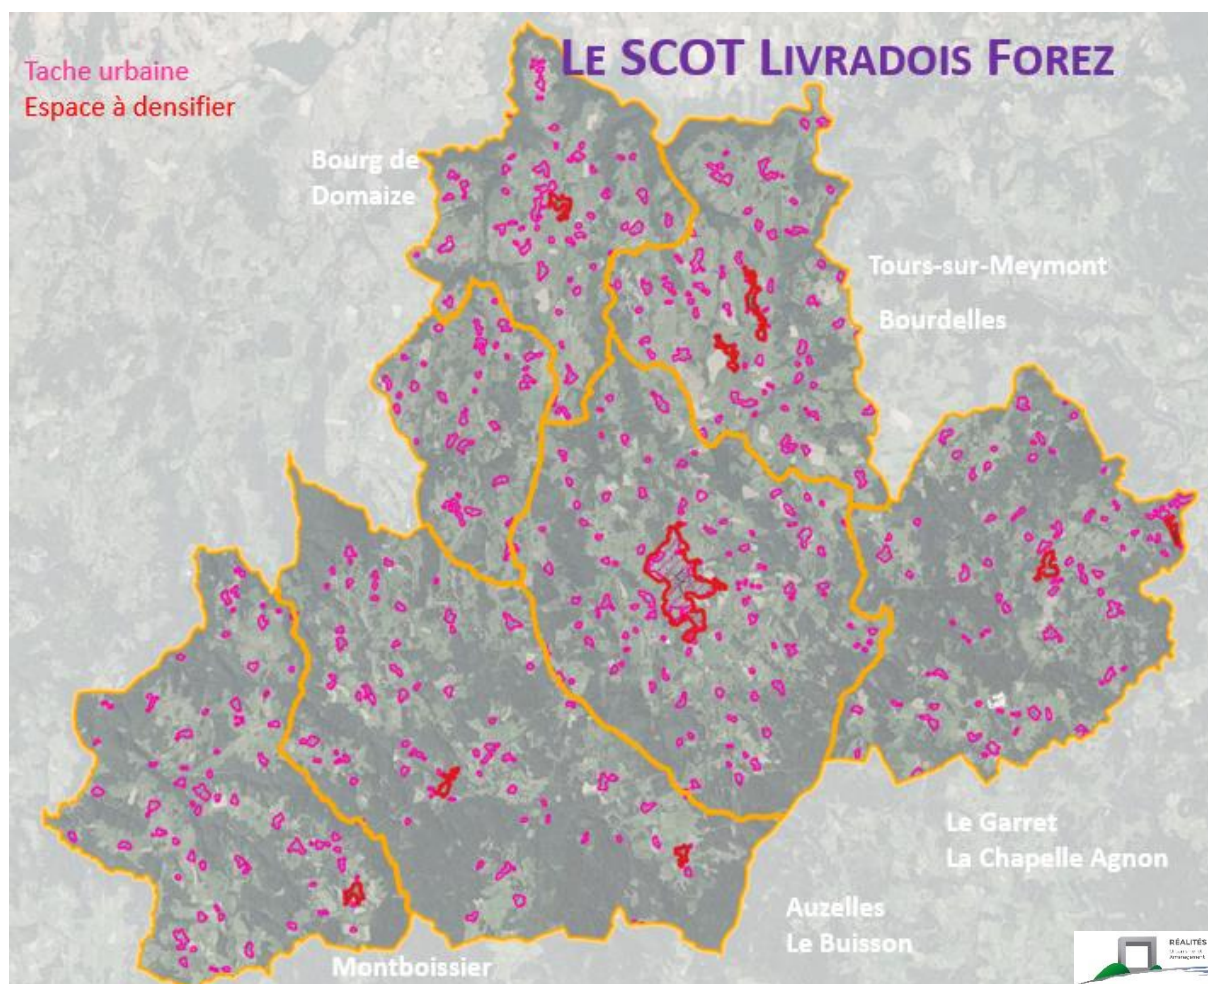 LE SCOT LIVRADOIS FOREZ
Tache urbaine
Espace à densifier
Bourg de
Domaize
Tours-sur-Meymont
Bourdelles
Le Garret
La Chapelle Agnon
Auzelles
Le Buisson
Montboissier
RÉALITÉS